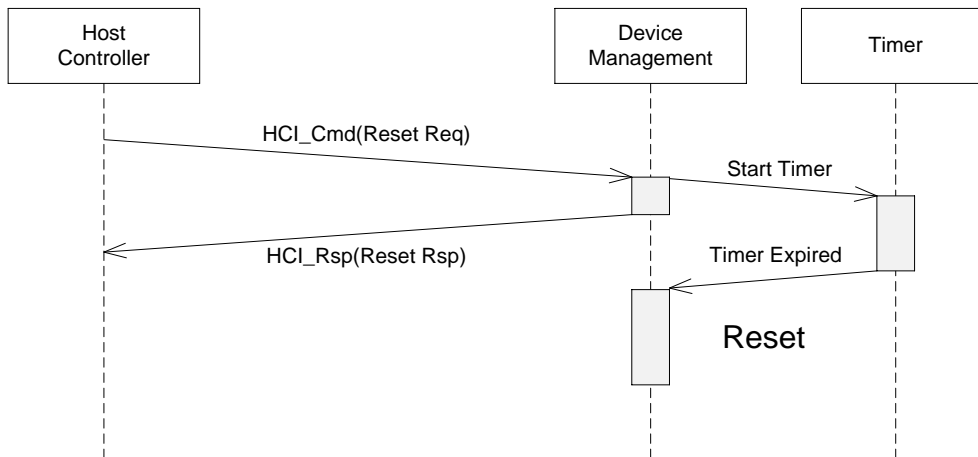 Host
Controller
Device
Management
Timer
HCI_Cmd(Reset Req)
Start Timer
HCI_Rsp(Reset Rsp)
Timer Expired
Reset